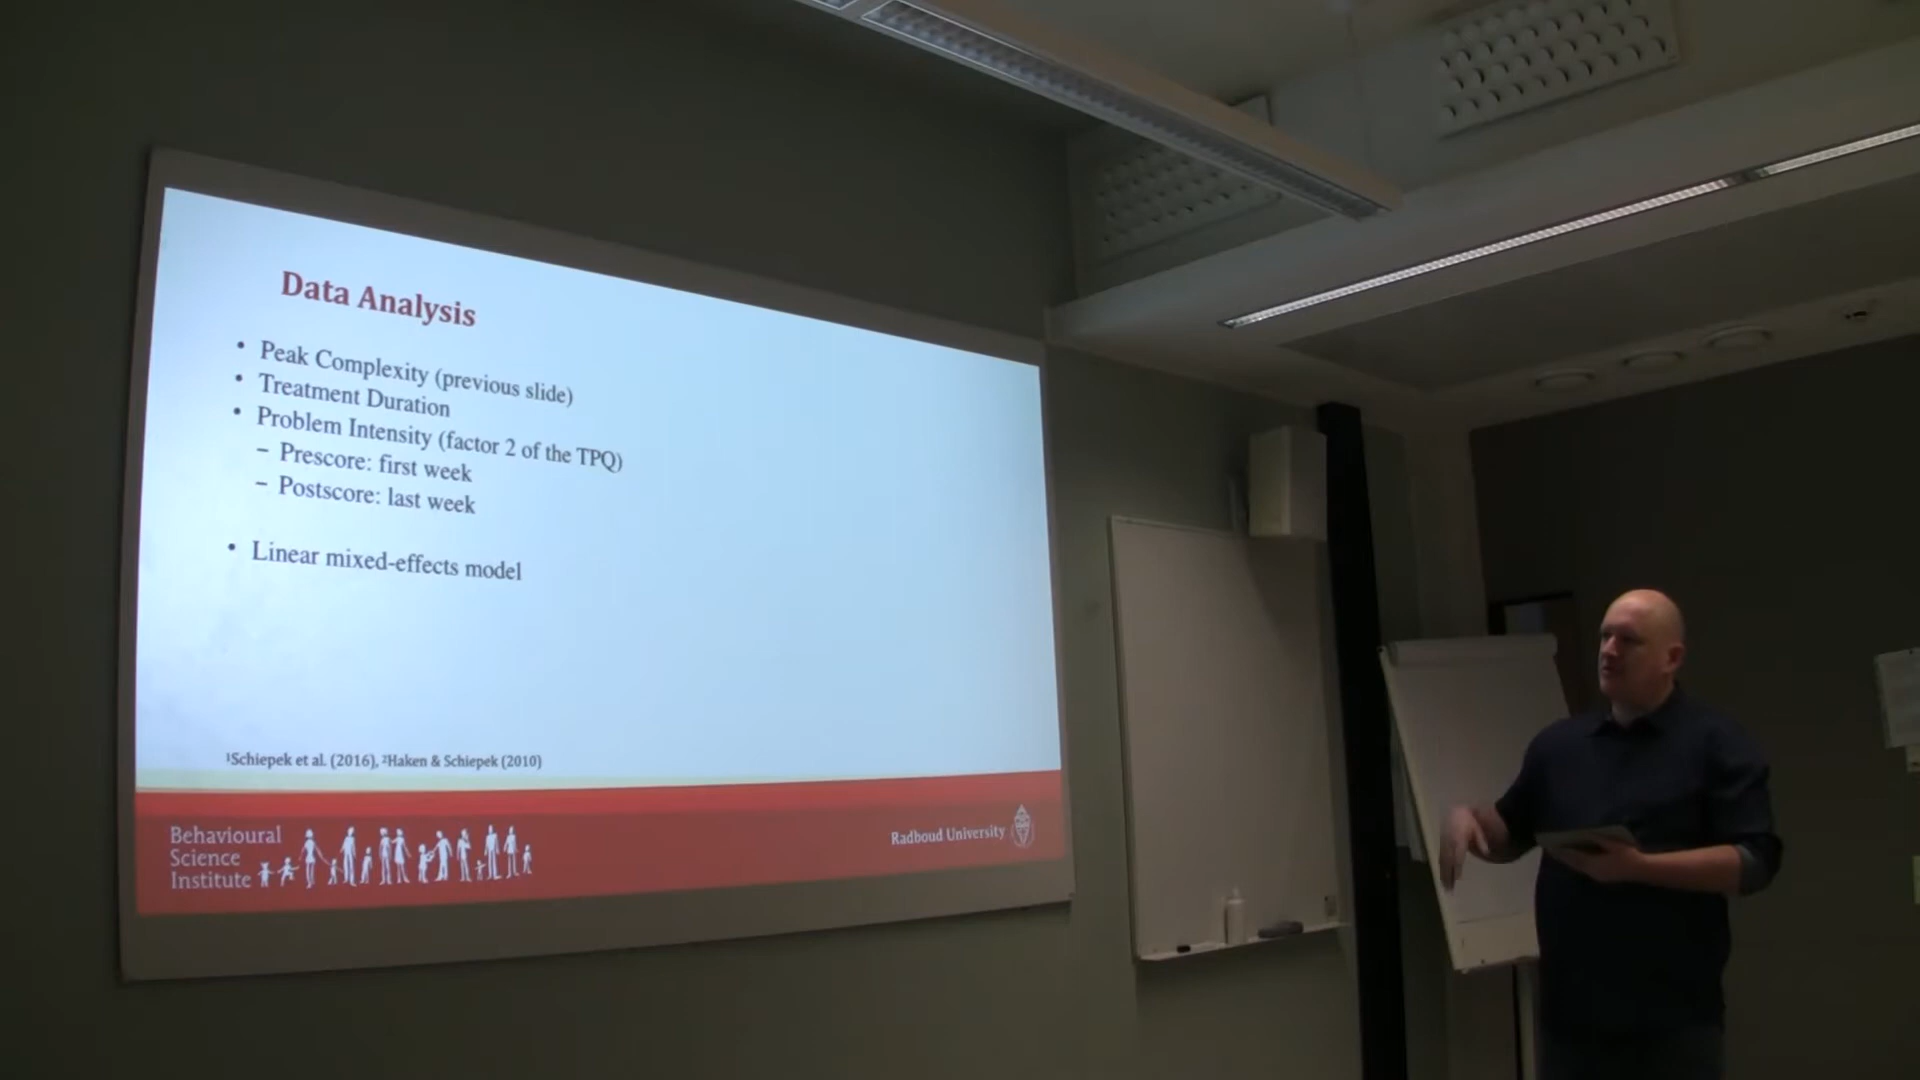 Data Analysis
• Peak Complexity (previous slide)
• Treatment Duration
• Problem Intensity (factor 2 of the TPQ)
– Prescore: first week
– Postscore: last week
• Linear mixed-effects model
¹Schiepek et al. (2016), ²Haken & Schiepek (2010)
Behavioural
Science
Institute
Radboud University